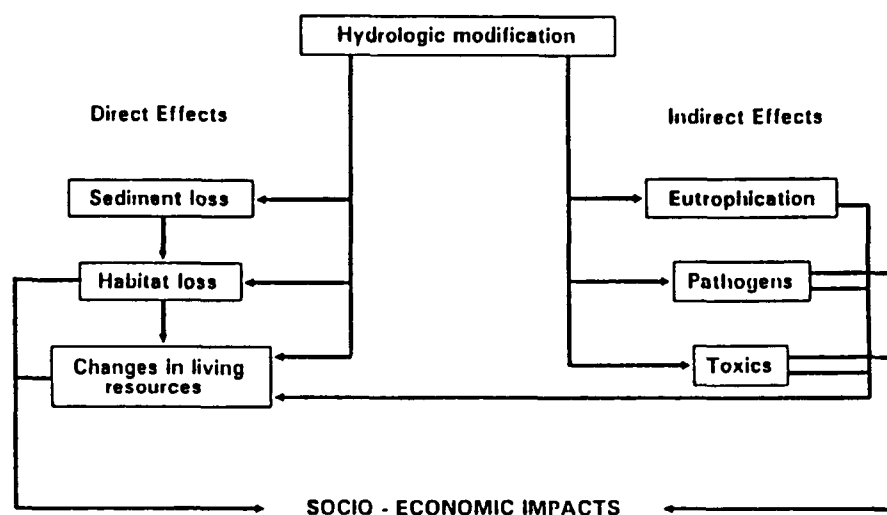 Hydrologic modification
Direct Effects
Indirect Effects
Sediment loss
Eutrophication
Habitat loss
Pathogens
Changes in living
resources
Toxics
SOCIO - ECONOMIC IMPACTS